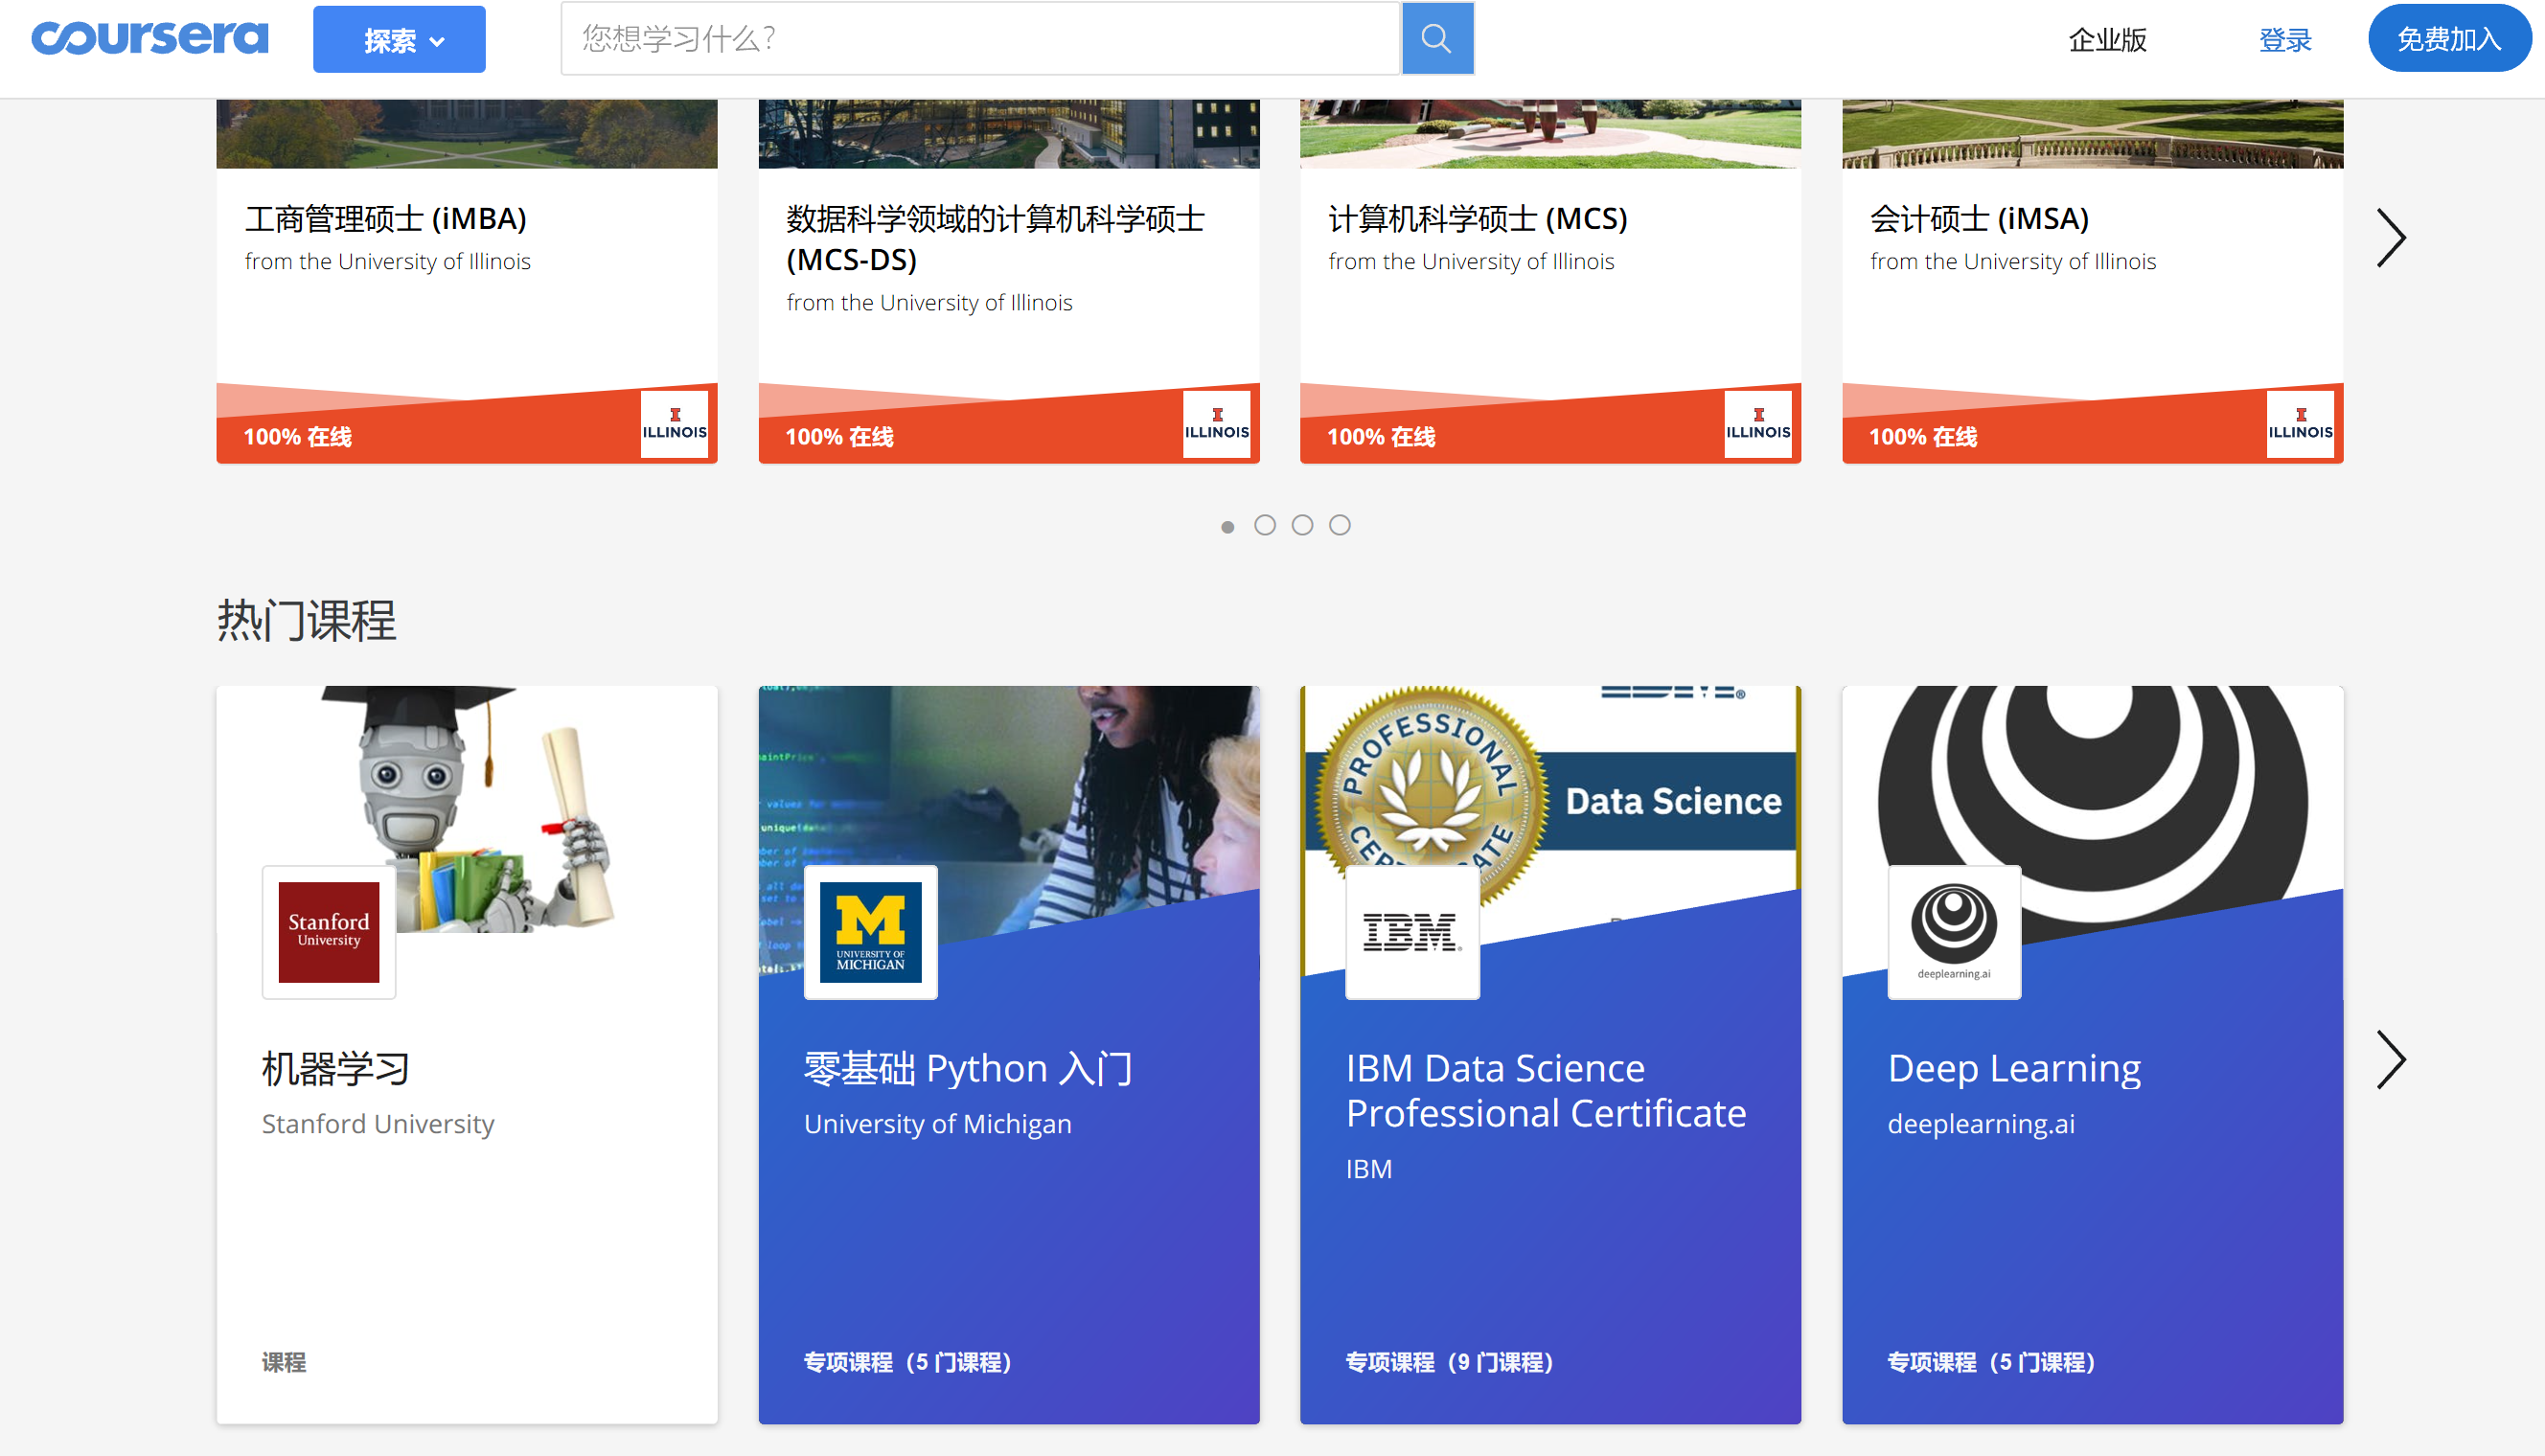 coursera
探索
您想学习什么?
企业版
登录
免费加入
工商管理硕士 (iMBA)
from the University of Illinois
100% 在线
I
ILLINOIS
数据科学领域的计算机科学硕士
(MCS-DS)
from the University of Illinois
100% 在线
I
ILLINOIS
计算机科学硕士 (MCS)
from the University of Illinois
100% 在线
I
ILLINOIS
会计硕士 (iMSA)
from the University of Illinois
100% 在线
I
ILLINOIS
热门课程
Stanford
University
机器学习
Stanford University
课程
values for
unique(
M
UNIVERSITY OF
MICHIGAN
零基础 Python 入门
University of Michigan
专项课程（5 门课程）
IBM®
PROFESSIONAL
Data Science
IBM
IBM Data Science
Professional Certificate
IBM
专项课程（9 门课程）
deeplearning.ai
Deep Learning
deeplearning.ai
专项课程（5 门课程）